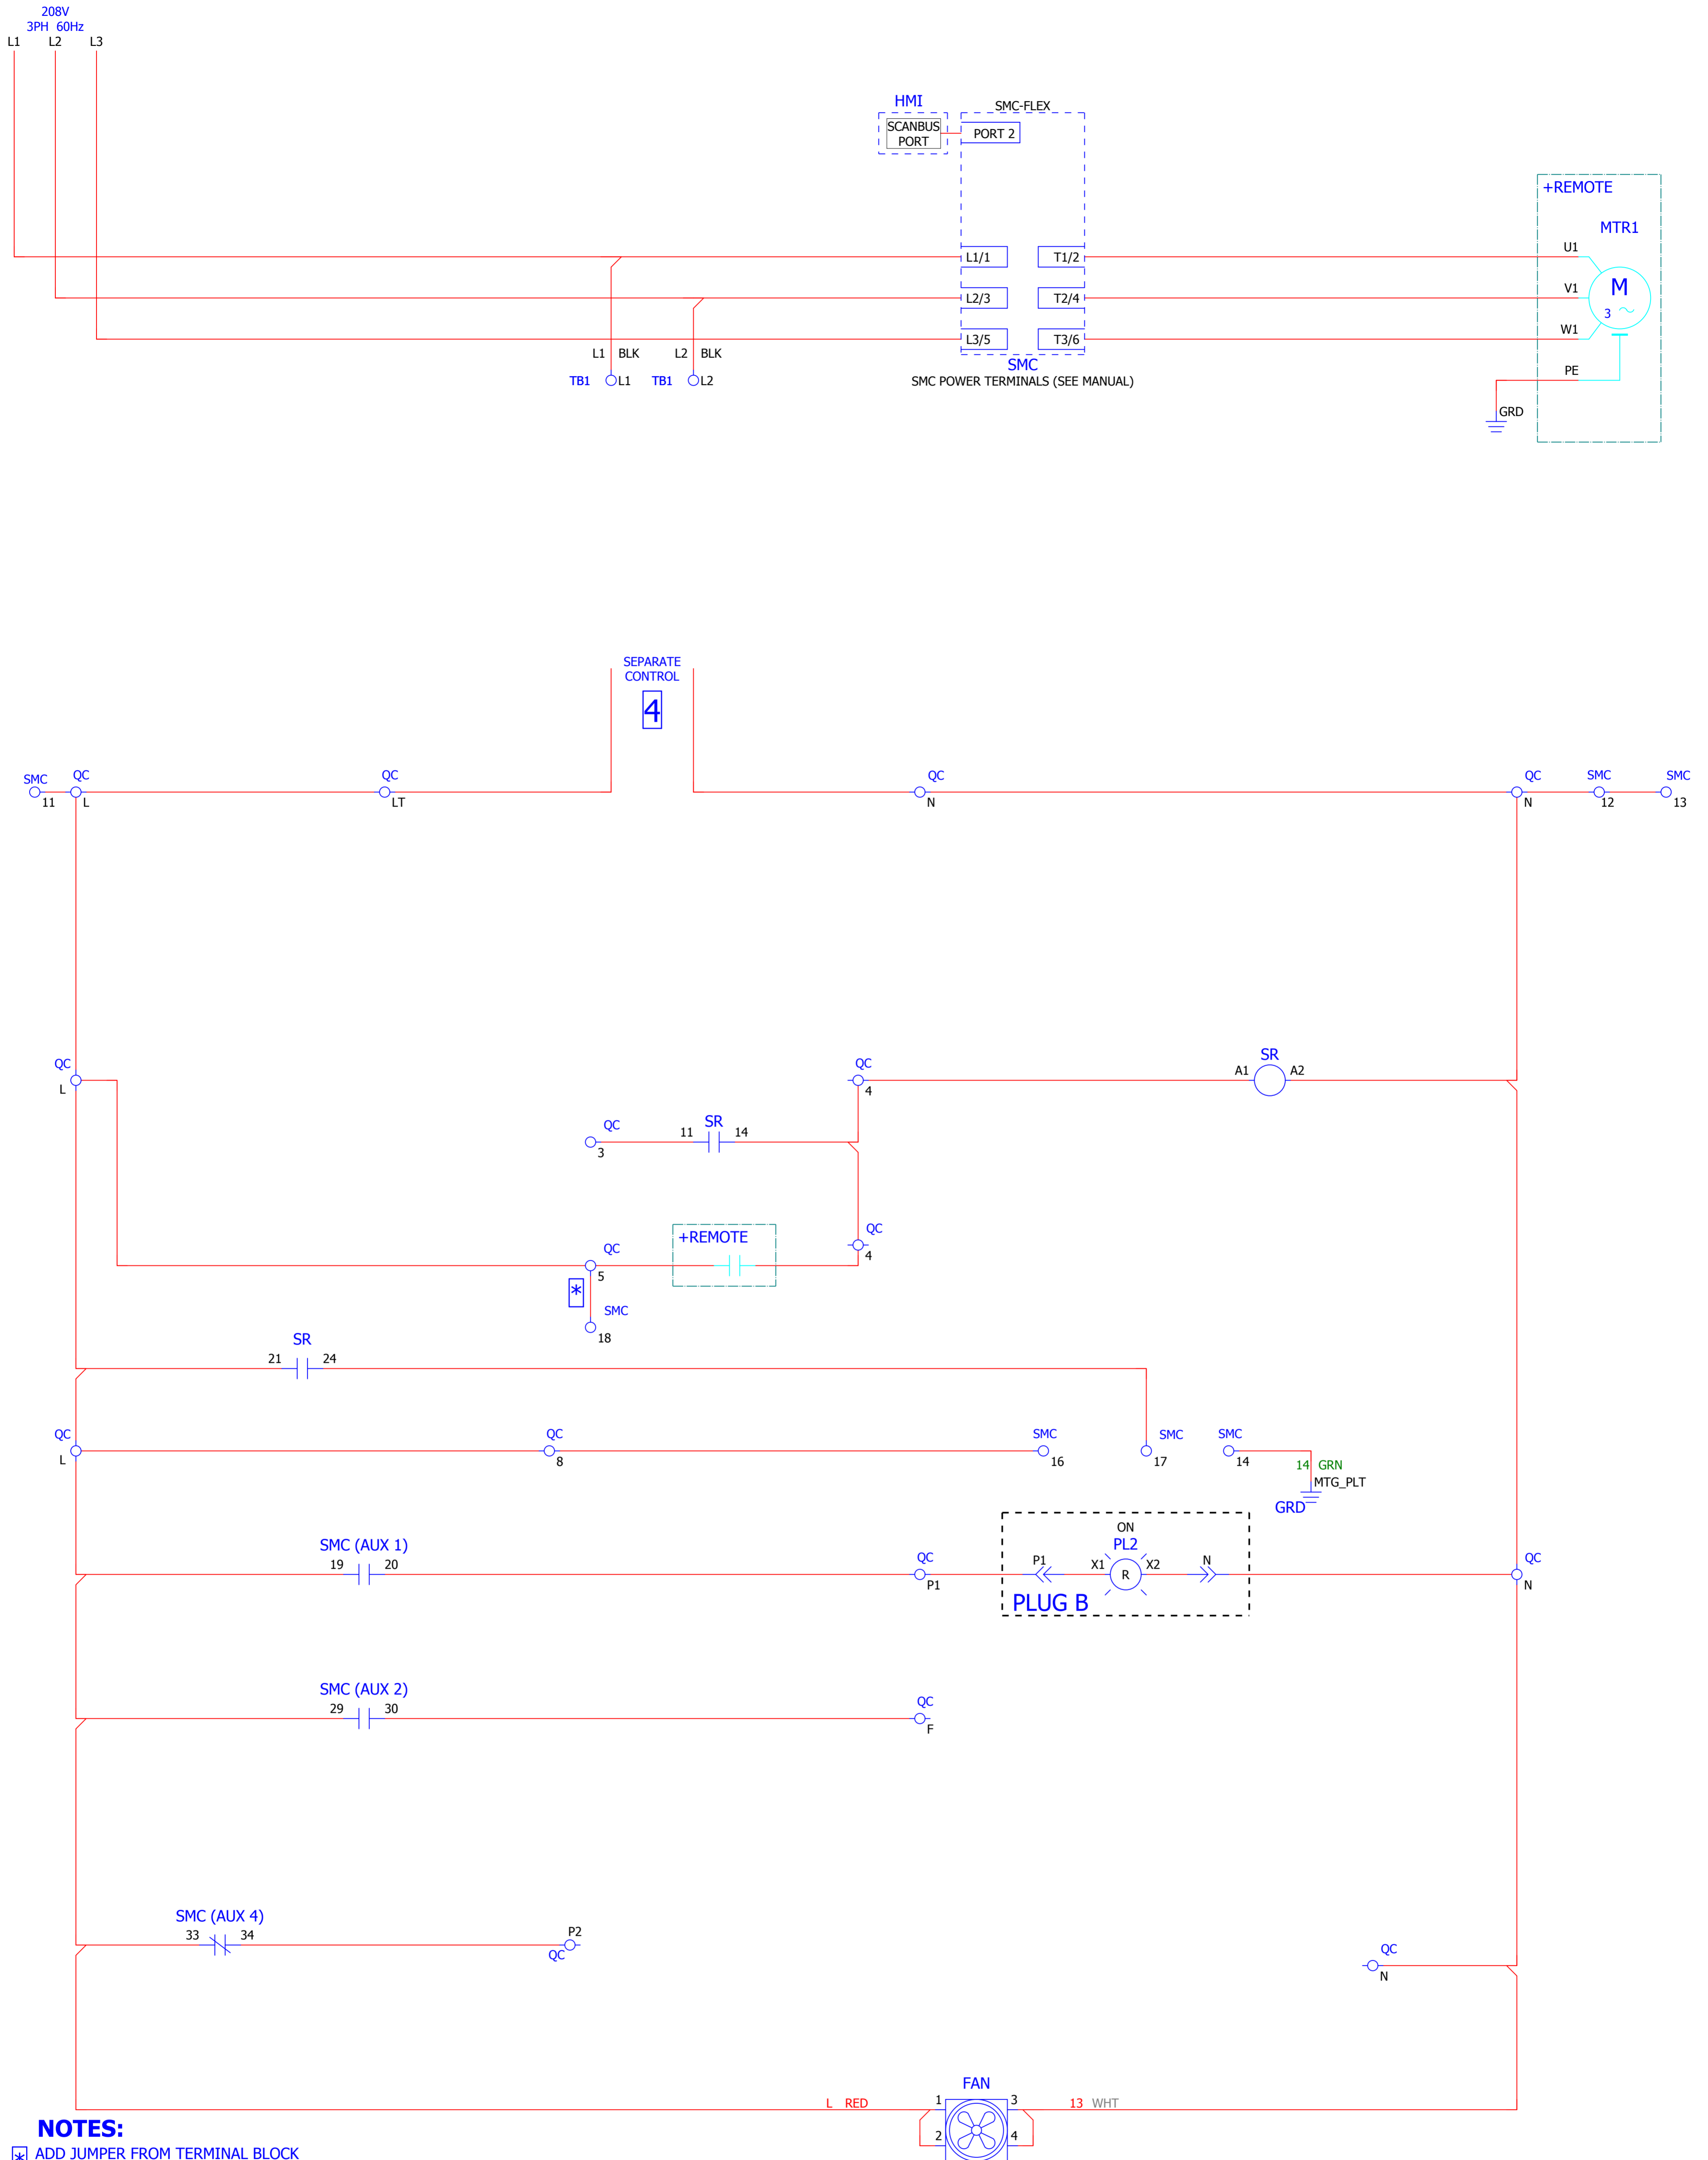 208V
3PH 60Hz
L1 L2 L3
HMI
SMC-FLEX
SCANBUS
PORT
PORT 2
+REMOTE
MTR1
L1/1 T1/2 U1
L2/3 T2/4 V1
M
3
L3/5 T3/6 W1
L1 BLK L2 BLK
SMC
TB1 L1 TB1 L2
SMC POWER TERMINALS (SEE MANUAL)
PE
GRD
SEPARATE
CONTROL
4
SMC QC QC QC QC SMC SMC
11 L LT N N 12 13
QC QC SR
A1 A2
L 4
QC 11 SR 14
3
QC
+REMOTE
QC 4
5
*
SMC
18
SR
21 24
QC QC SMC SMC SMC
L 8 16 17 14
14 GRN
MTG_PLT
GRD
ON
SMC (AUX 1) PL2
19 20 QC P1 X1 R X2 N QC
P1 N
PLUG B
SMC (AUX 2)
29 30 QC
F
SMC (AUX 4)
33 34 P2
QC QC
N
FAN
L RED 1 3 13 WHT
2 4
NOTES:
* ADD JUMPER FROM TERMINAL BLOCK